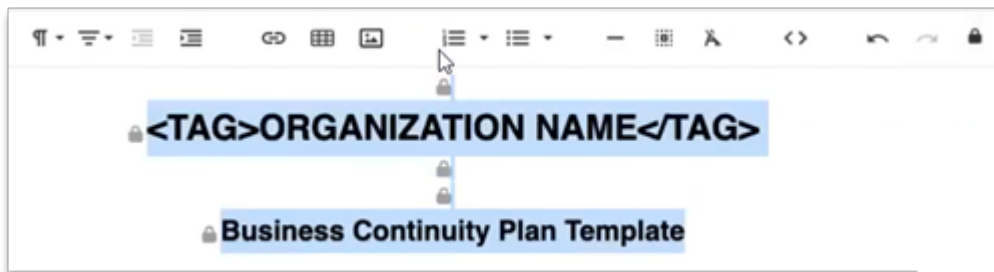 <TAG>ORGANIZATION NAME</TAG>
Business Continuity Plan Template